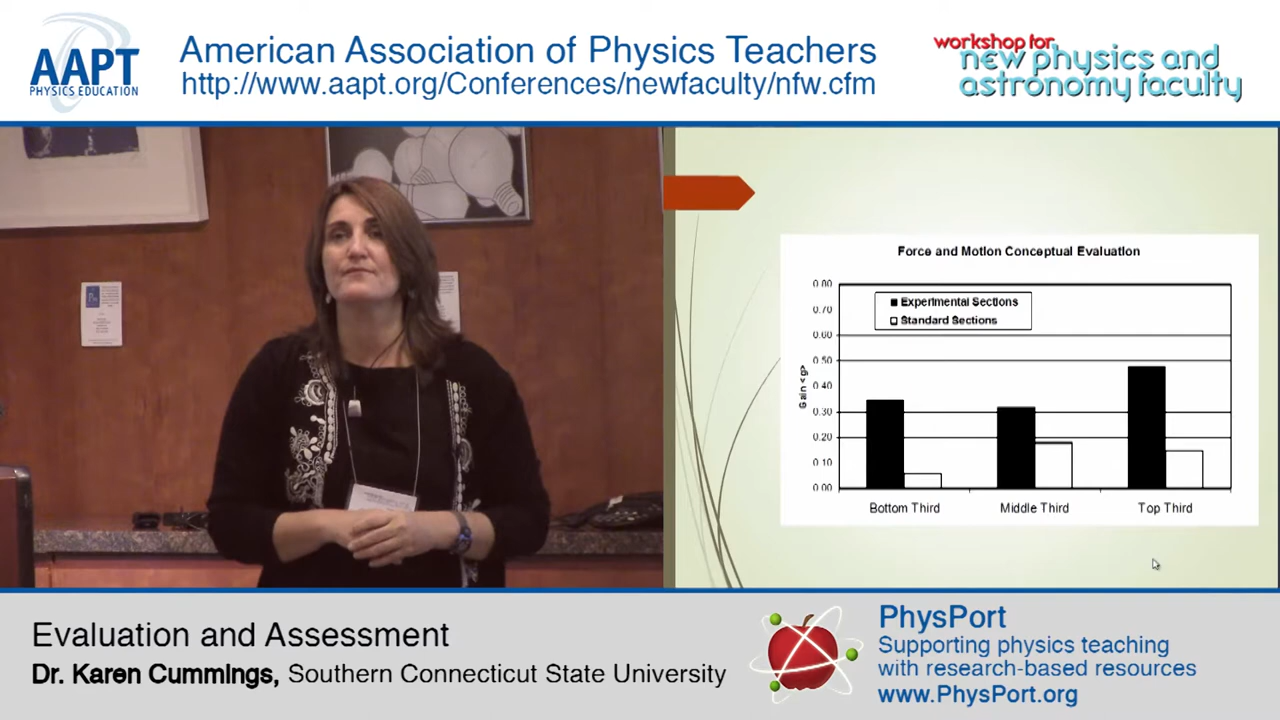 AAPT
PHYSICS EDUCATION
American Association of Physics Teachers
http://www.aapt.org/Conferences/newfaculty/nfw.cfm
workshop for
new physics and
astronomy faculty
Force and Motion Conceptual Evaluation
Experimental Sections
Standard Sections
Gain <g>
0.80
0.70
0.60
0.50
0.40
0.30
0.20
0.10
0.00
Bottom Third
Middle Third
Top Third
Evaluation and Assessment
Dr. Karen Cummings, Southern Connecticut State University
PhysPort
Supporting physics teaching
with research-based resources
www.PhysPort.org